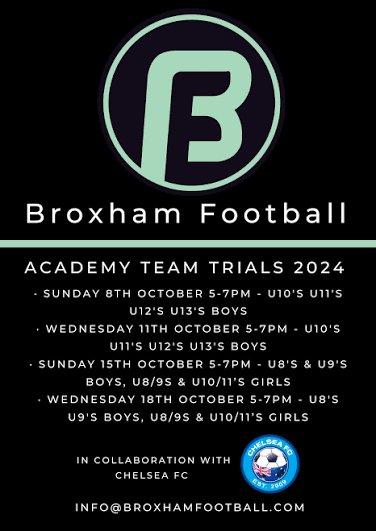 Broxham Football
ACADEMY TEAM TRIALS 2024
· SUNDAY 8TH OCTOBER 5-7PM - U10'S U11'S
U12'S U13'S BOYS
· WEDNESDAY 11TH OCTOBER 5-7PM - U10'S
U11'S U12'S U13'S BOYS
· SUNDAY 15TH OCTOBER 5-7PM - U8'S & U9'S
BOYS, U8/9S & U10/11'S GIRLS
· WEDNESDAY 18TH OCTOBER 5-7PM - U8'S
U9'S BOYS, U8/9S & U10/11'S GIRLS
IN COLLABORATION WITH
CHELSEA FC
CHELSEA FC
EST. 2009
INFO@BROXHAMFOOTBALL.COM